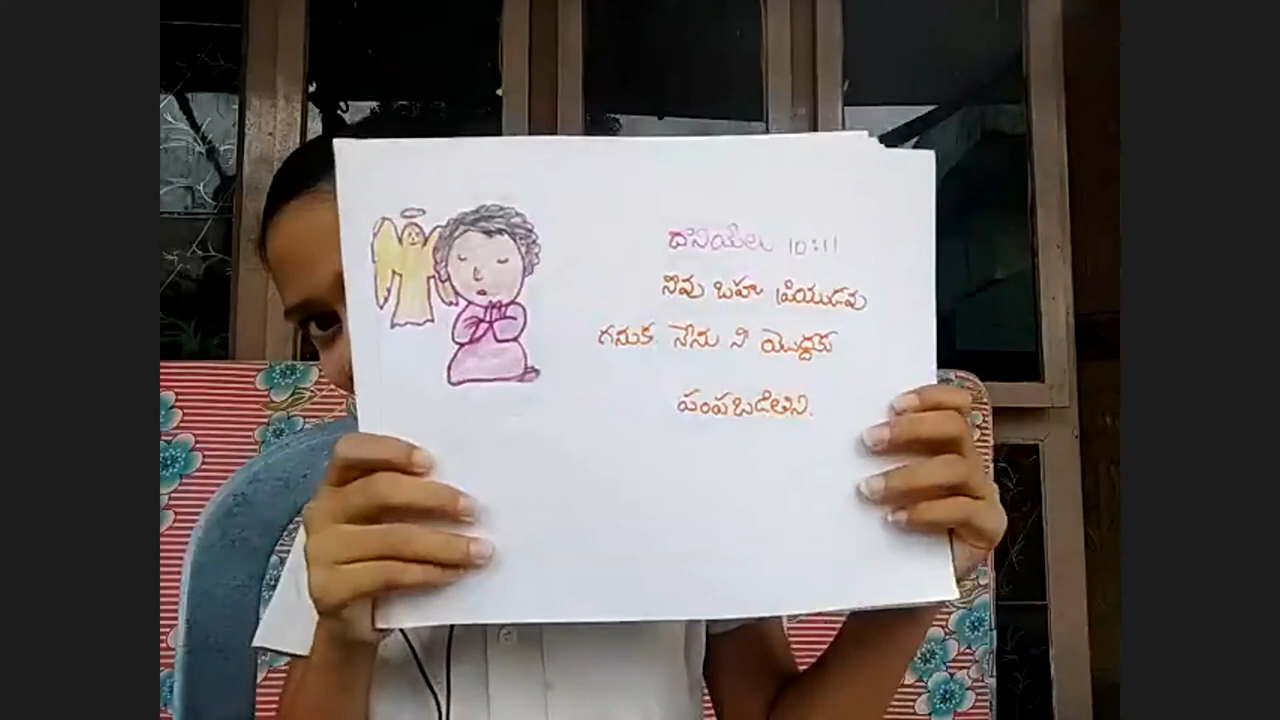 దానియేలు 10:11
నీవు బహు ప్రియుడవు
గనుక నేను నీ యొద్దకు
పంపబడితిని.